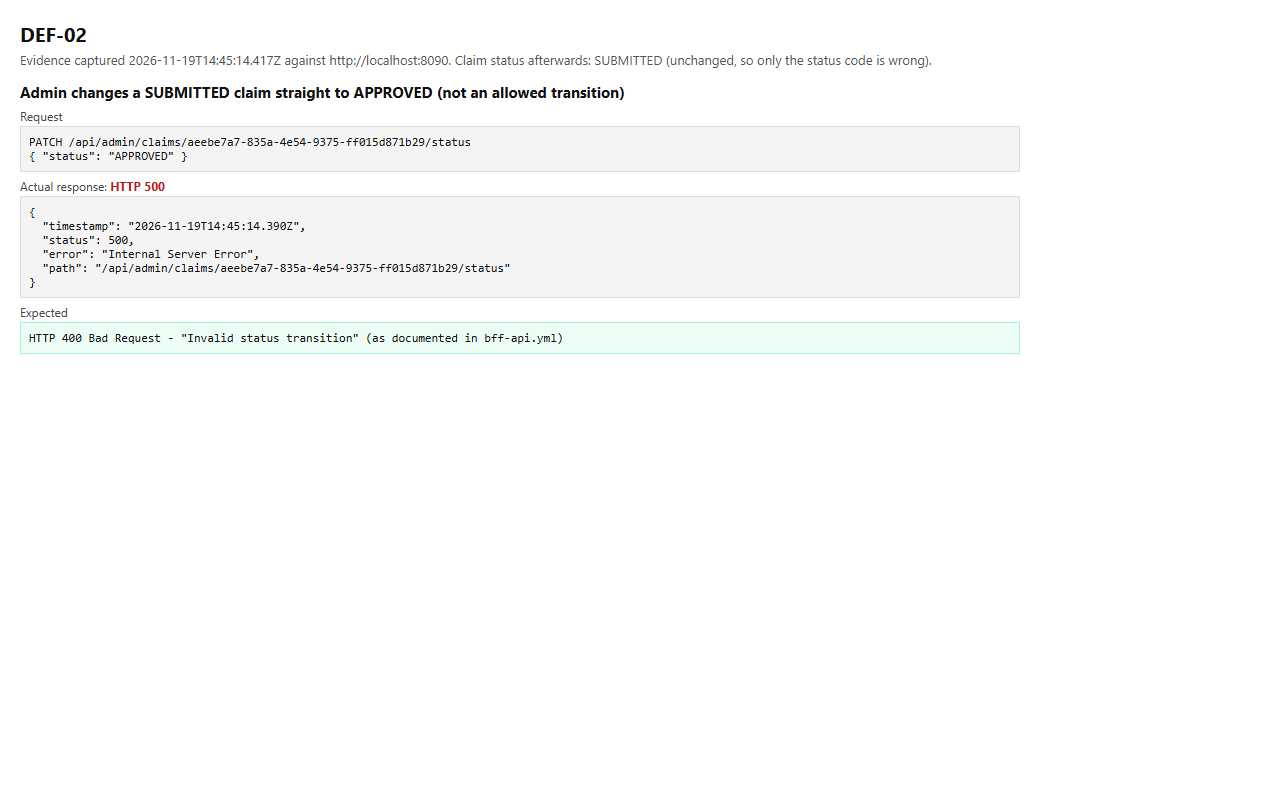 DEF-02
Evidence captured 2026-11-19T14:45:14.417Z against http://localhost:8090. Claim status afterwards: SUBMITTED (unchanged, so only the status code is wrong).
Admin changes a SUBMITTED claim straight to APPROVED (not an allowed transition)
Request
PATCH /api/admin/claims/aeebe7a7-835a-4e54-9375-ff015d871b29/status
{ "status": "APPROVED" }
Actual response: HTTP 500
{
  "timestamp": "2026-11-19T14:45:14.390Z",
  "status": 500,
  "error": "Internal Server Error",
  "path": "/api/admin/claims/aeebe7a7-835a-4e54-9375-ff015d871b29/status"
}
Expected
HTTP 400 Bad Request - "Invalid status transition" (as documented in bff-api.yml)